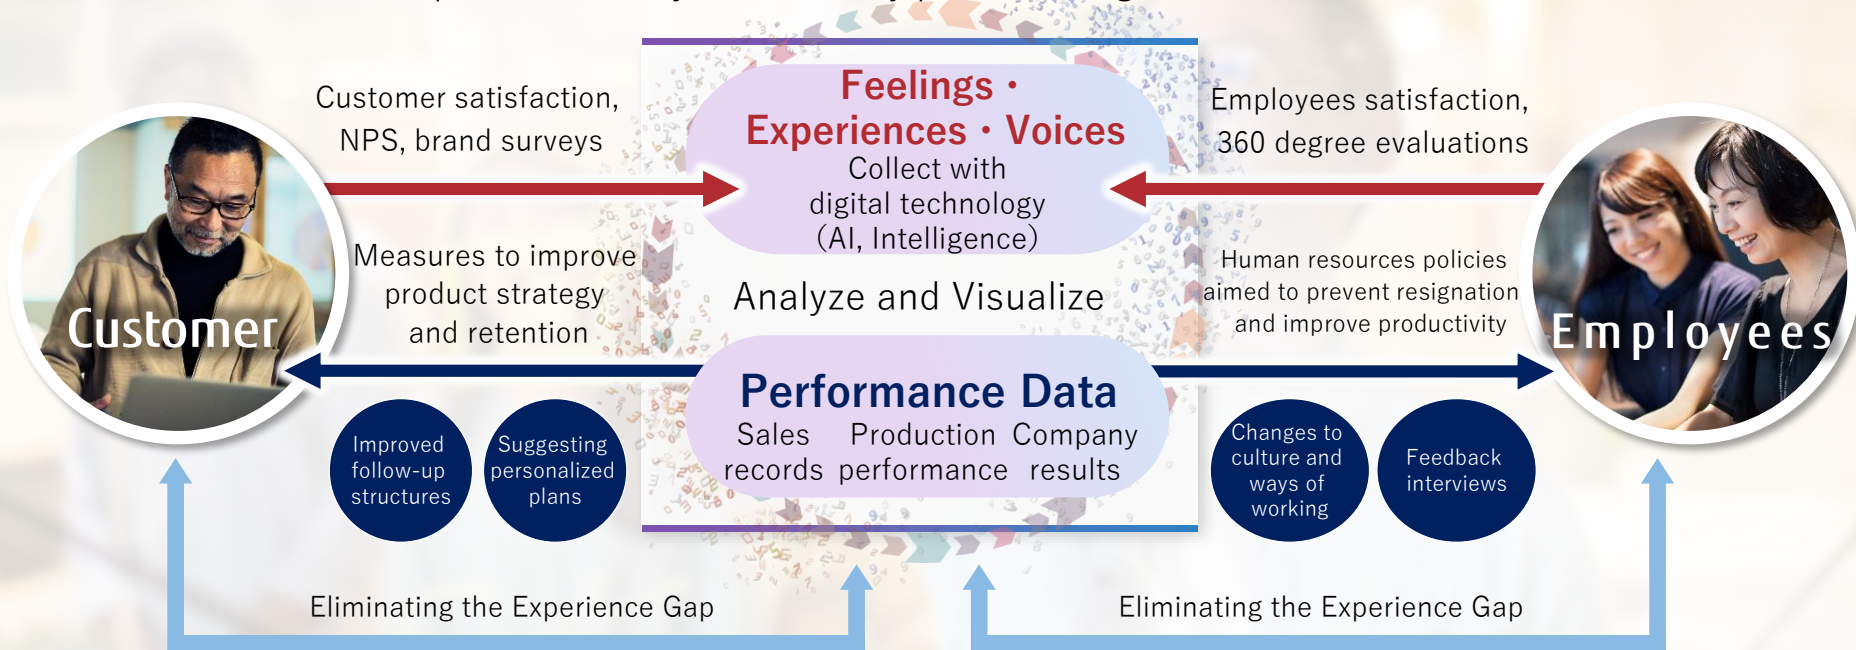 Customer satisfaction,
NPS, brand surveys
Measures to improve
product strategy
and retention
Customer
Improved
follow-up
structures
Suggesting
personalized
plans
Feelings・
Experiences・Voices
Collect with
digital technology
(AI, Intelligence)
Analyze and Visualize
Performance Data
Sales records
Production performance
Company results
Employees satisfaction,
360 degree evaluations
Human resources policies
aimed to prevent resignation
and improve productivity
Employees
Changes to
culture and
ways of
working
Feedback
interviews
Eliminating the Experience Gap
Eliminating the Experience Gap